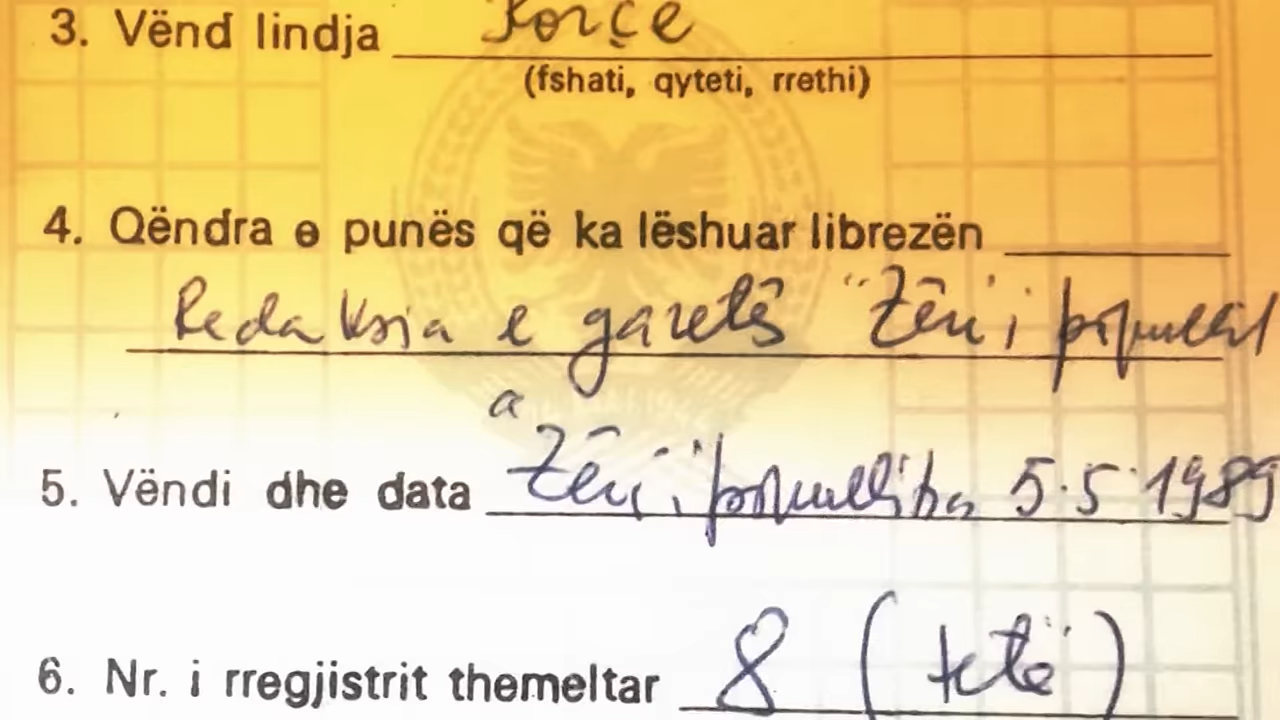 3. Vënd lindja Korçë
(fshati, qyteti, rrethi)
4. Qëndra e punës që ka lëshuar librezën
Redaksia e gazetës "Zëri i popullit
a
5. Vëndi dhe data Zëri i popullit 5.5.1989
6. Nr. i rregjistrit themeltar 8 (tetë)